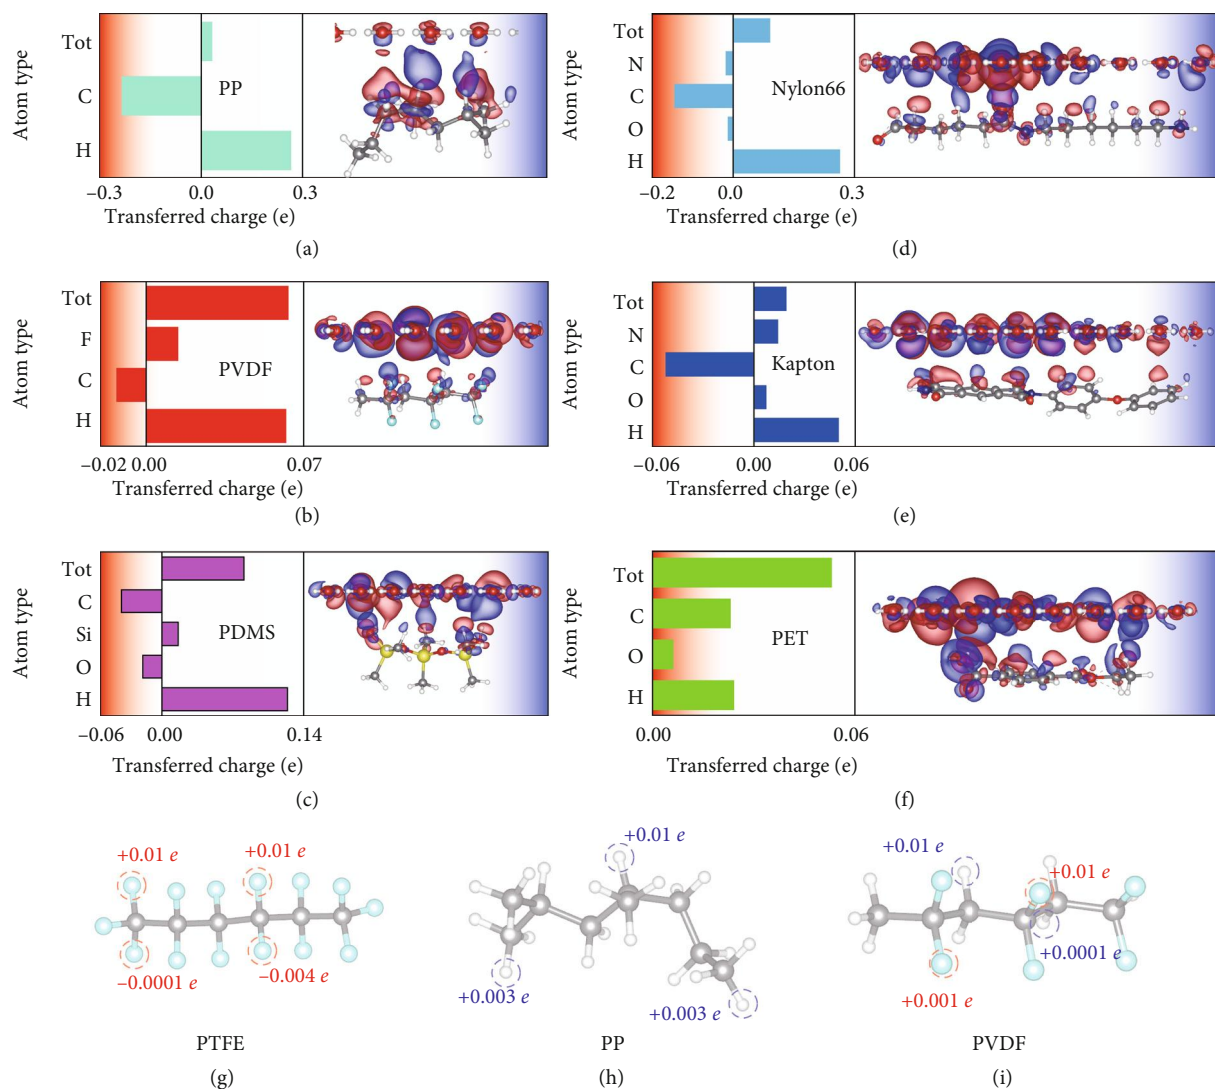 Atom type
Tot
C
H
PP
−0.3
0.0
0.3
Transferred charge (e)
(a)
Atom type
Tot
N
C
O
H
Nylon66
−0.2
0.0
0.3
Transferred charge (e)
(d)
Atom type
Tot
F
C
H
PVDF
−0.02
0.00
0.07
Transferred charge (e)
(b)
Atom type
Tot
N
C
O
H
Kapton
−0.06
0.00
0.06
Transferred charge (e)
(e)
Atom type
Tot
C
Si
O
H
PDMS
−0.06
0.00
0.14
Transferred charge (e)
(c)
Atom type
Tot
C
O
H
PET
0.00
0.06
Transferred charge (e)
(f)
+0.01 e
+0.01 e
−0.0001 e
−0.004 e
PTFE
(g)
+0.01 e
+0.003 e
+0.003 e
PP
(h)
+0.01 e
+0.01 e
+0.0001 e
+0.001 e
PVDF
(i)